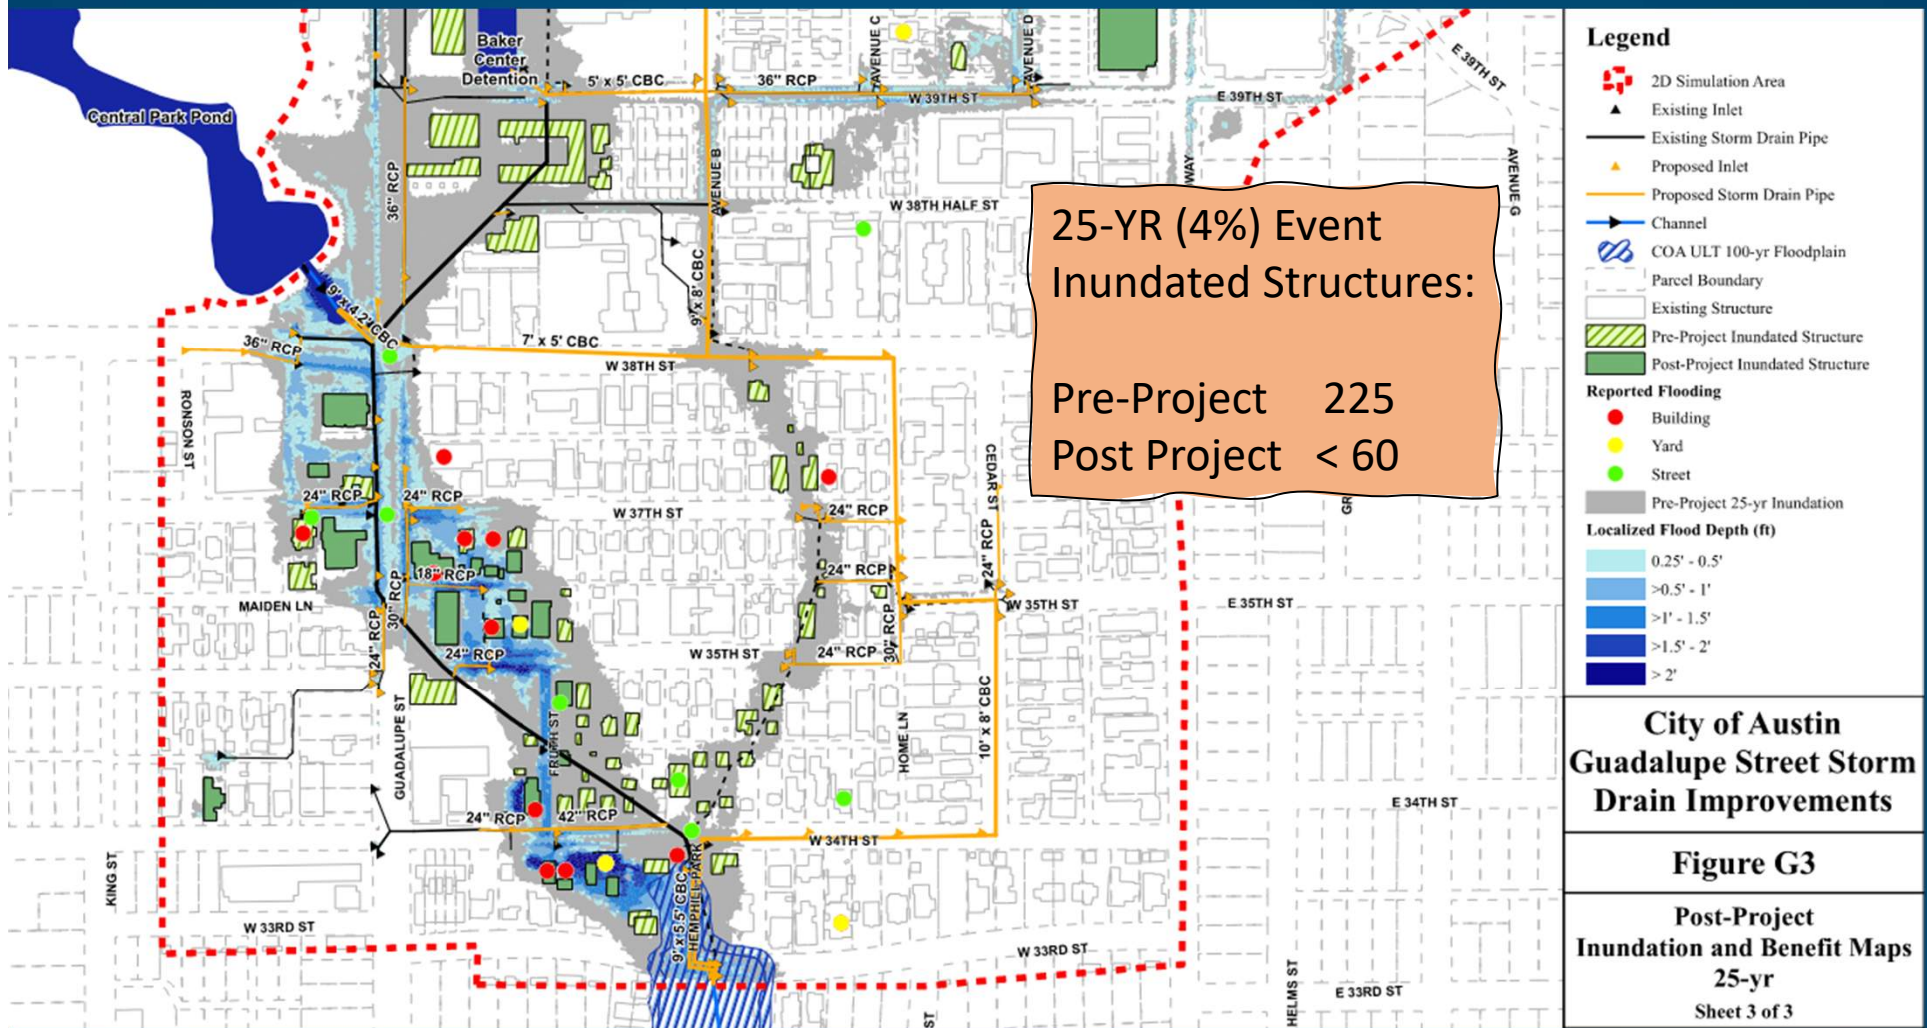 Baker
Center
Detention
Central Park Pond
5' x 5' CBC
36" RCP
AVENUE C
AVENUE D
W 39TH ST
E 39TH ST
E 39TH ST
36" RCP
AVENUE B
W 38TH HALF ST
WAY
AVENUE G
9' x 8' CBC
9' x 4.2' CBC
36" RCP
7' x 5' CBC
W 38TH ST
RONSON ST
25-YR (4%) Event
Inundated Structures:
Pre-Project 225
Post Project < 60
CEDAR ST
GR
24" RCP
24" RCP
W 37TH ST
24" RCP
24" RCP
24" RCP
18" RCP
30" RCP
MAIDEN LN
24" RCP
24" RCP
W 35TH ST
24" RCP
30" RCP
W 35TH ST
E 35TH ST
GUADALUPE ST
FRUTH ST
HOME LN
10' x 8' CBC
24" RCP
42" RCP
W 34TH ST
E 34TH ST
KING ST
9' x 5.5' CBC
HEMPHILL PARK
W 33RD ST
W 33RD ST
E 33RD ST
HELMS ST
ST
Legend
2D Simulation Area
Existing Inlet
Existing Storm Drain Pipe
Proposed Inlet
Proposed Storm Drain Pipe
Channel
COA ULT 100-yr Floodplain
Parcel Boundary
Existing Structure
Pre-Project Inundated Structure
Post-Project Inundated Structure
Reported Flooding
Building
Yard
Street
Pre-Project 25-yr Inundation
Localized Flood Depth (ft)
0.25' - 0.5'
>0.5' - 1'
>1' - 1.5'
>1.5' - 2'
> 2'
City of Austin
Guadalupe Street Storm
Drain Improvements
Figure G3
Post-Project
Inundation and Benefit Maps
25-yr
Sheet 3 of 3